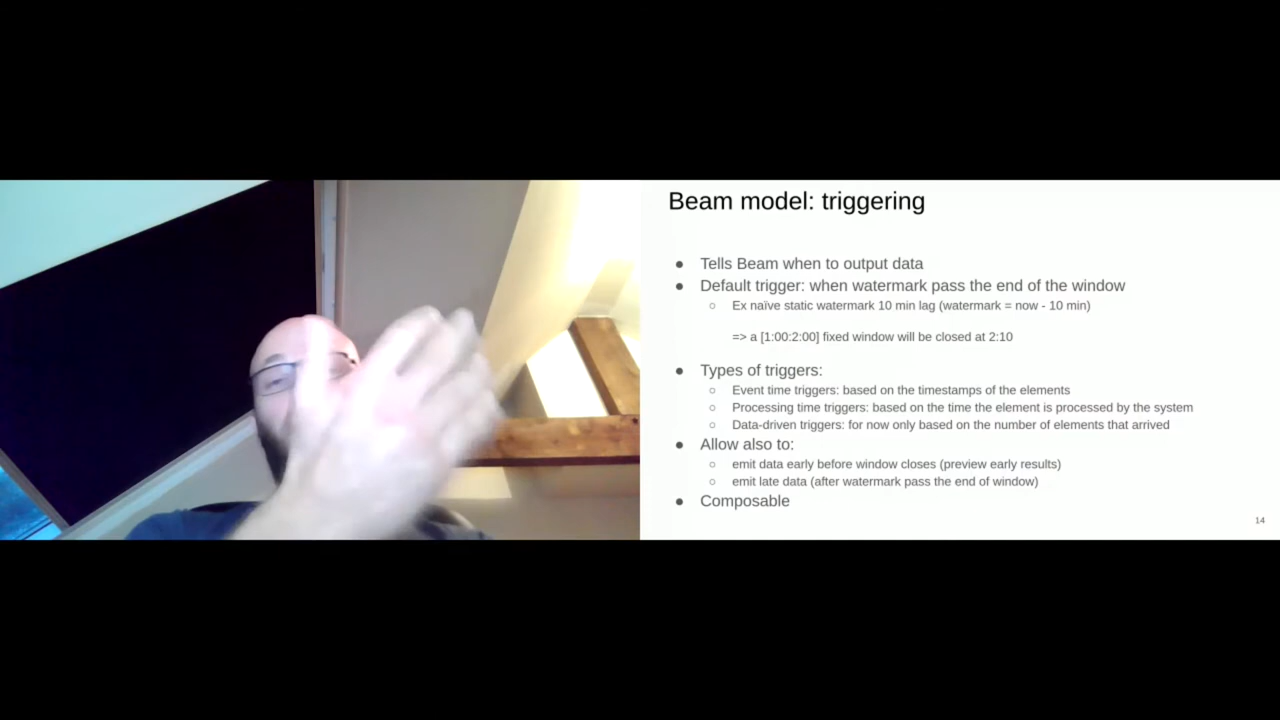 Beam model: triggering
● Tells Beam when to output data
● Default trigger: when watermark pass the end of the window
○ Ex naïve static watermark 10 min lag (watermark = now - 10 min)
=> a [1:00:2:00] fixed window will be closed at 2:10
● Types of triggers:
○ Event time triggers: based on the timestamps of the elements
○ Processing time triggers: based on the time the element is processed by the system
○ Data-driven triggers: for now only based on the number of elements that arrived
● Allow also to:
○ emit data early before window closes (preview early results)
○ emit late data (after watermark pass the end of window)
● Composable
14